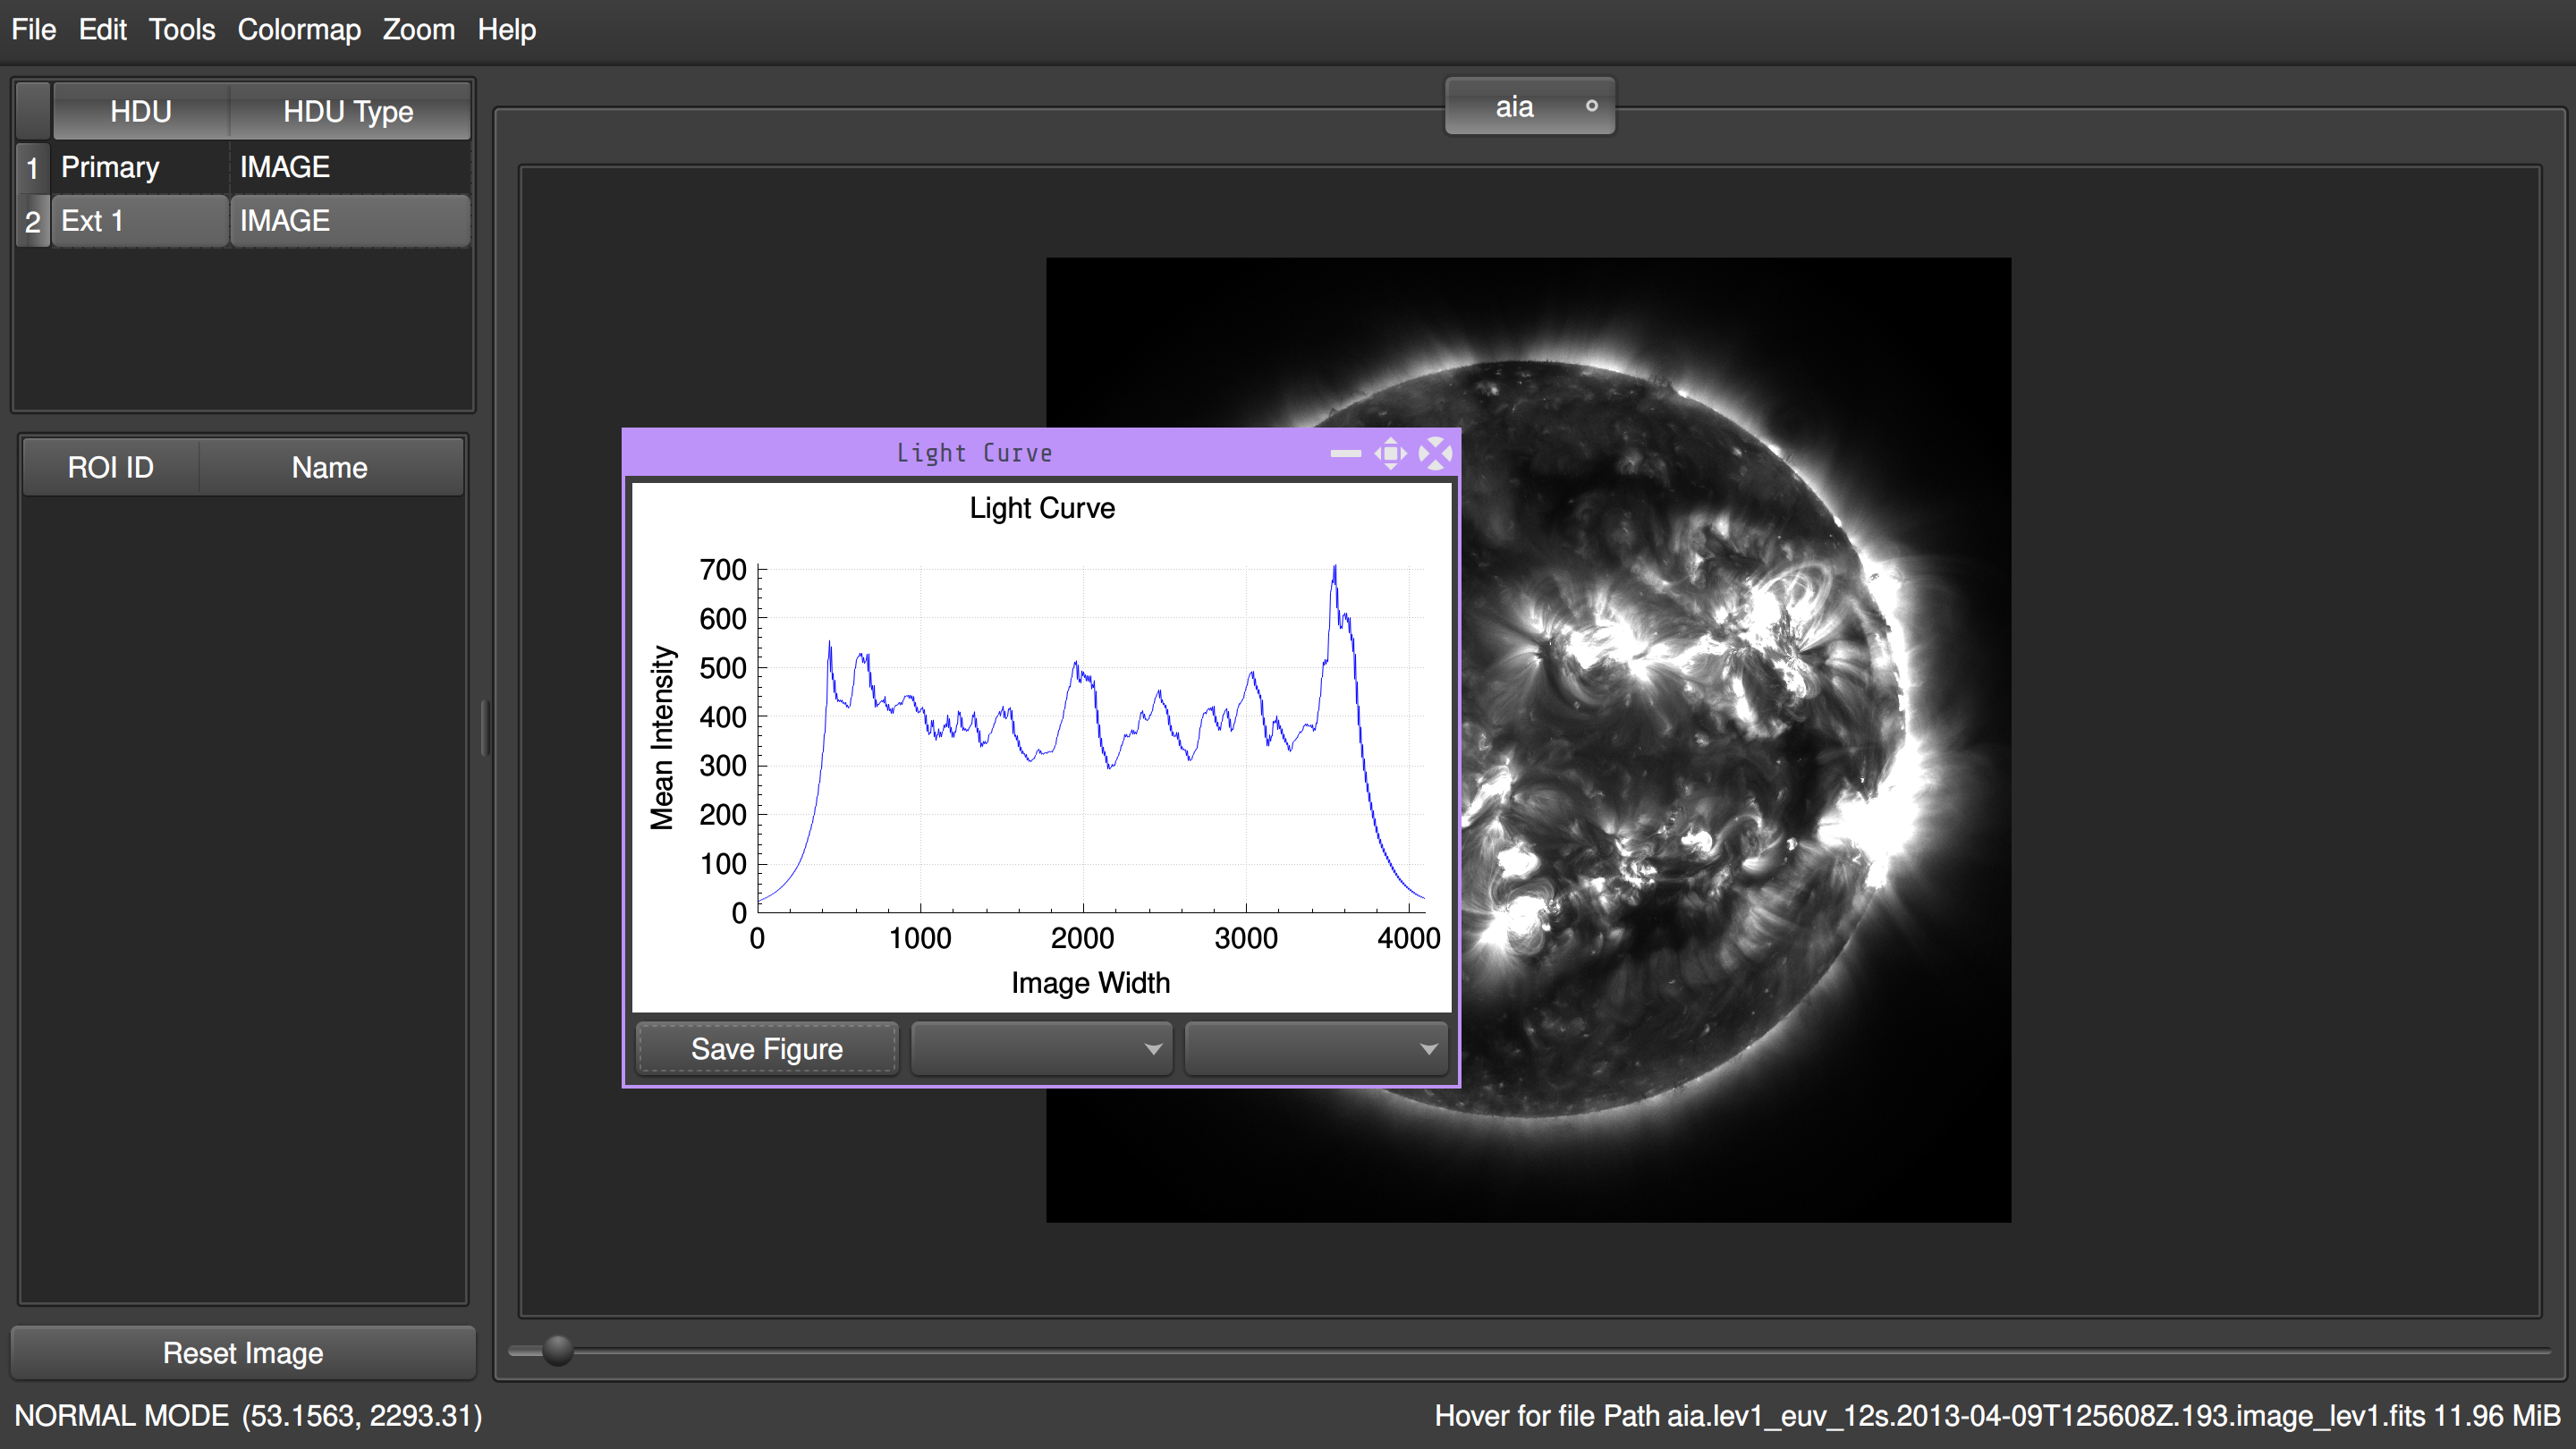 File Edit Tools Colormap Zoom Help
HDU HDU Type
1 Primary IMAGE
2 Ext 1 IMAGE
ROI ID Name
Reset Image
aia
Light Curve
Light Curve
Mean Intensity
700
600
500
400
300
200
100
0
0 1000 2000 3000 4000
Image Width
Save Figure
NORMAL MODE (53.1563, 2293.31)
Hover for file Path aia.lev1_euv_12s.2013-04-09T125608Z.193.image_lev1.fits 11.96 MiB